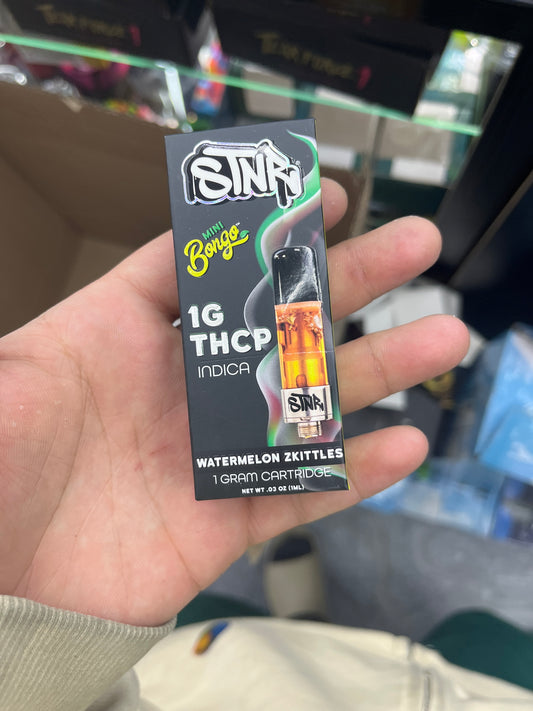 STNR
MINI
Bongo
1G
THCP
INDICA
STNR
WATERMELON ZKITTLES
1 GRAM CARTRIDGE
NET WT .03 OZ (1ML)